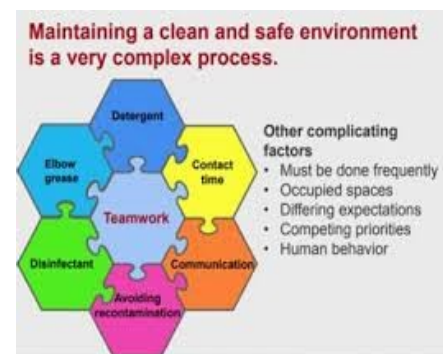 Maintaining a clean and safe environment
is a very complex process.
Detergent
Elbow
grease
Contact
time
Teamwork
Disinfectant
Communication
Avoiding
recontamination
Other complicating
factors
• Must be done frequently
• Occupied spaces
• Differing expectations
• Competing priorities
• Human behavior